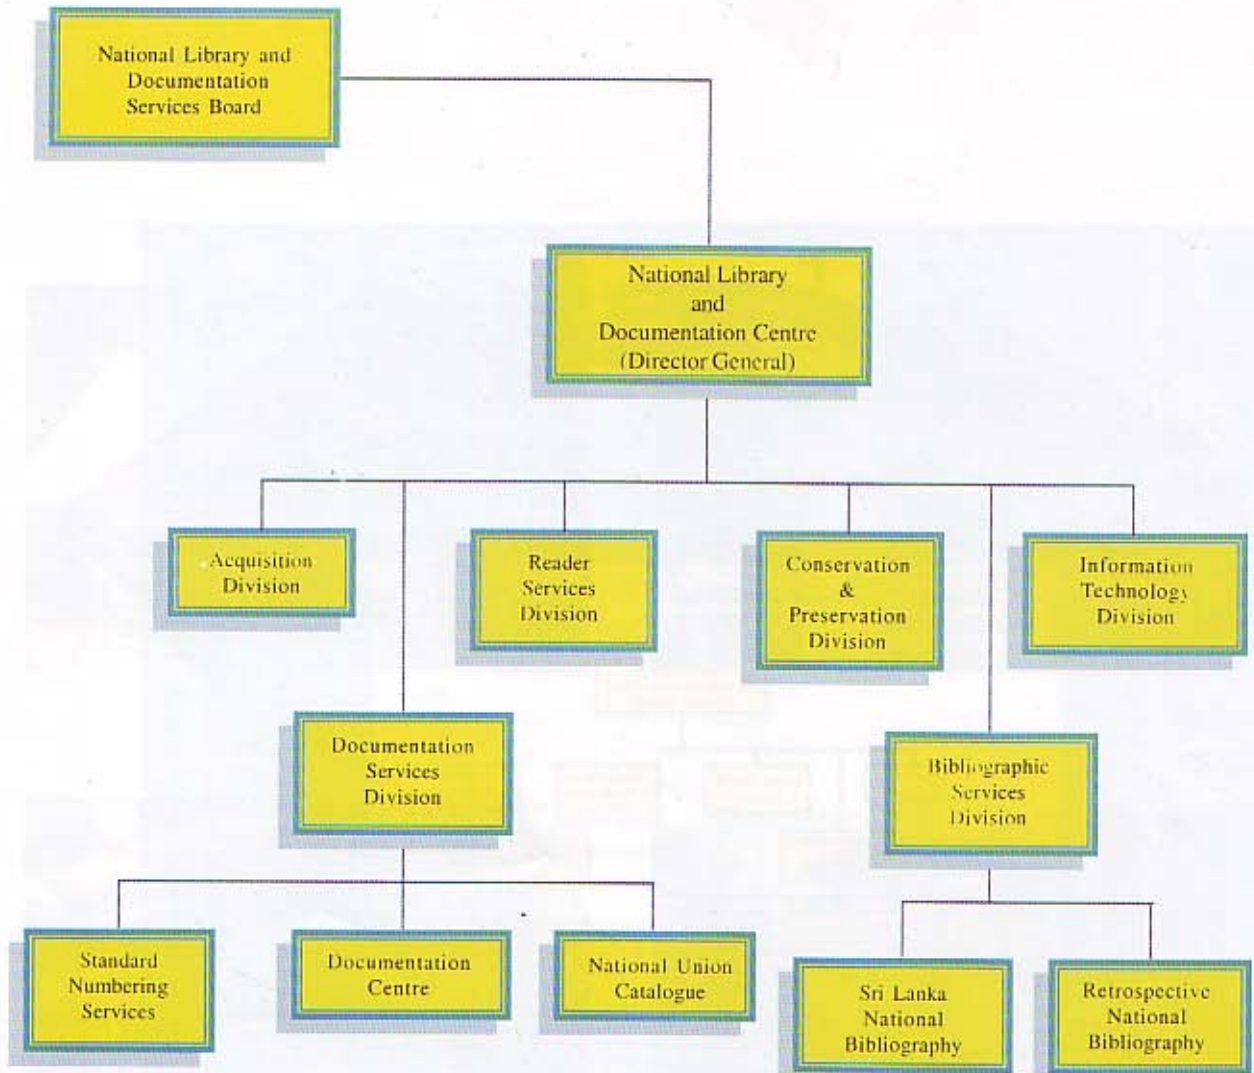 National Library and
Documentation
Services Board
National Library
and
Documentation Centre
(Director General)
Acquisition
Division
Reader
Services
Division
Conservation
&
Preservation
Division
Information
Technology
Division
Documentation
Services
Division
Bibliographic
Services
Division
Standard
Numbering
Services
Documentation
Centre
National Union
Catalogue
Sri Lanka
National
Bibliography
Retrospective
National
Bibliography